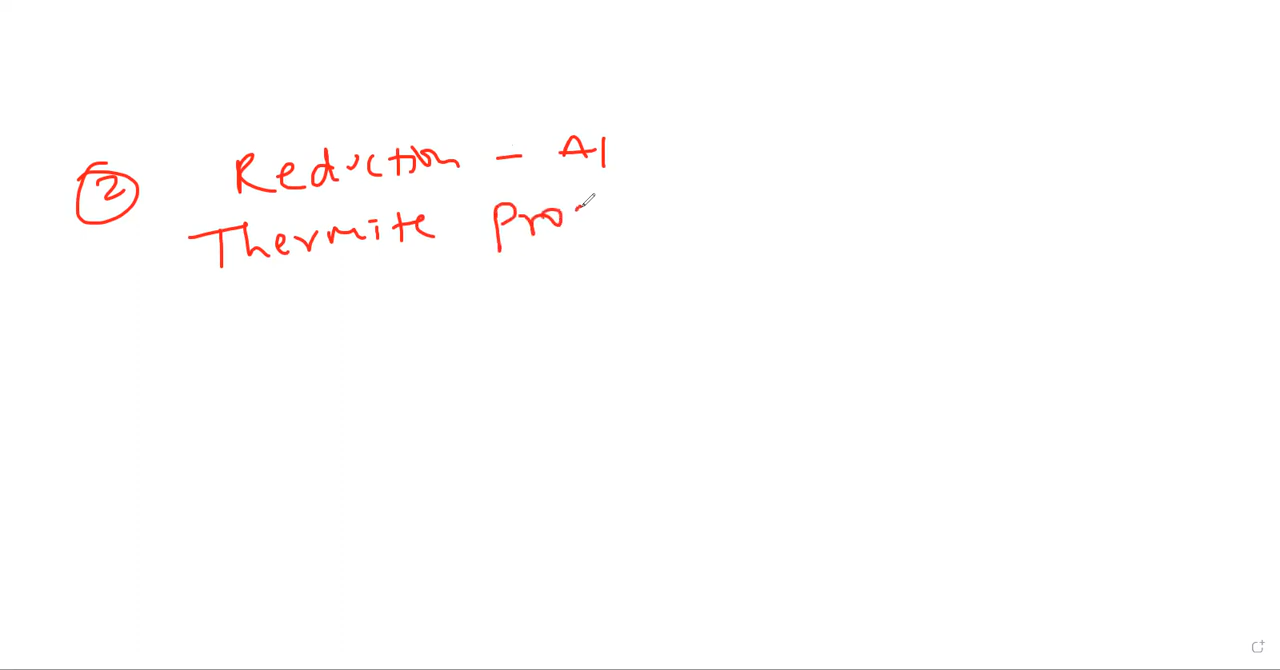 ② Reduction - Al
Thermite Pro